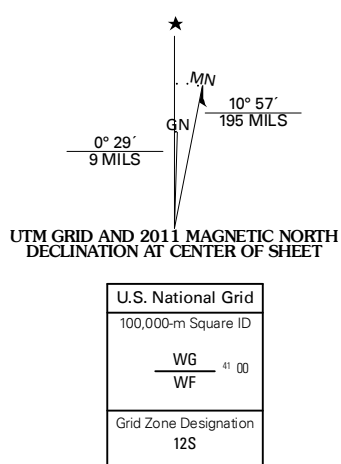 ★
MN
10° 57´
195 MILS
GN
0° 29´
9 MILS
UTM GRID AND 2011 MAGNETIC NORTH
DECLINATION AT CENTER OF SHEET
U.S. National Grid
100,000-m Square ID
WG
41 00
WF
Grid Zone Designation
12S